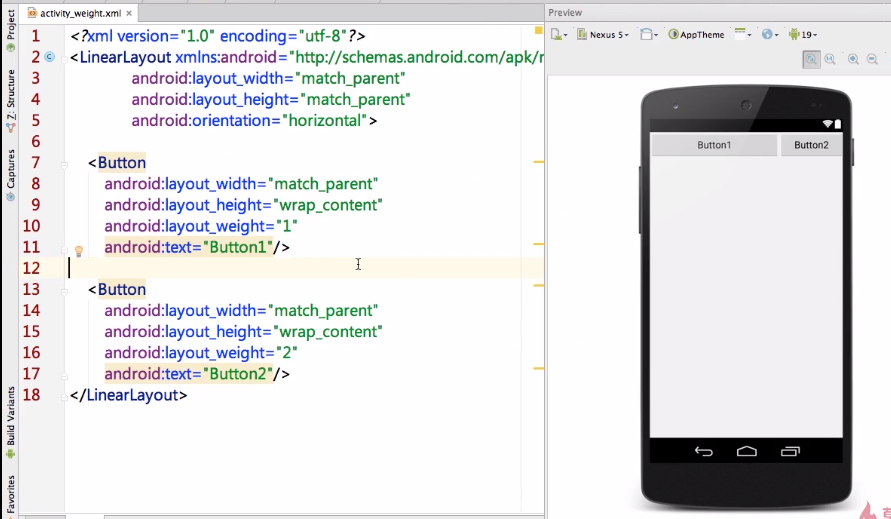 activity_weight.xml
Preview
Project
Z: Structure
Captures
Build Variants
Favorites
Nexus 5
AppTheme
19
1 <?xml version="1.0" encoding="utf-8"?>
2 <LinearLayout xmlns:android="http://schemas.android.com/apk/r
3 android:layout_width="match_parent"
4 android:layout_height="match_parent"
5 android:orientation="horizontal">
6
7 <Button
8 android:layout_width="match_parent"
9 android:layout_height="wrap_content"
10 android:layout_weight="1"
11 android:text="Button1"/>
12
13 <Button
14 android:layout_width="match_parent"
15 android:layout_height="wrap_content"
16 android:layout_weight="2"
17 android:text="Button2"/>
18 </LinearLayout>
Button1
Button2